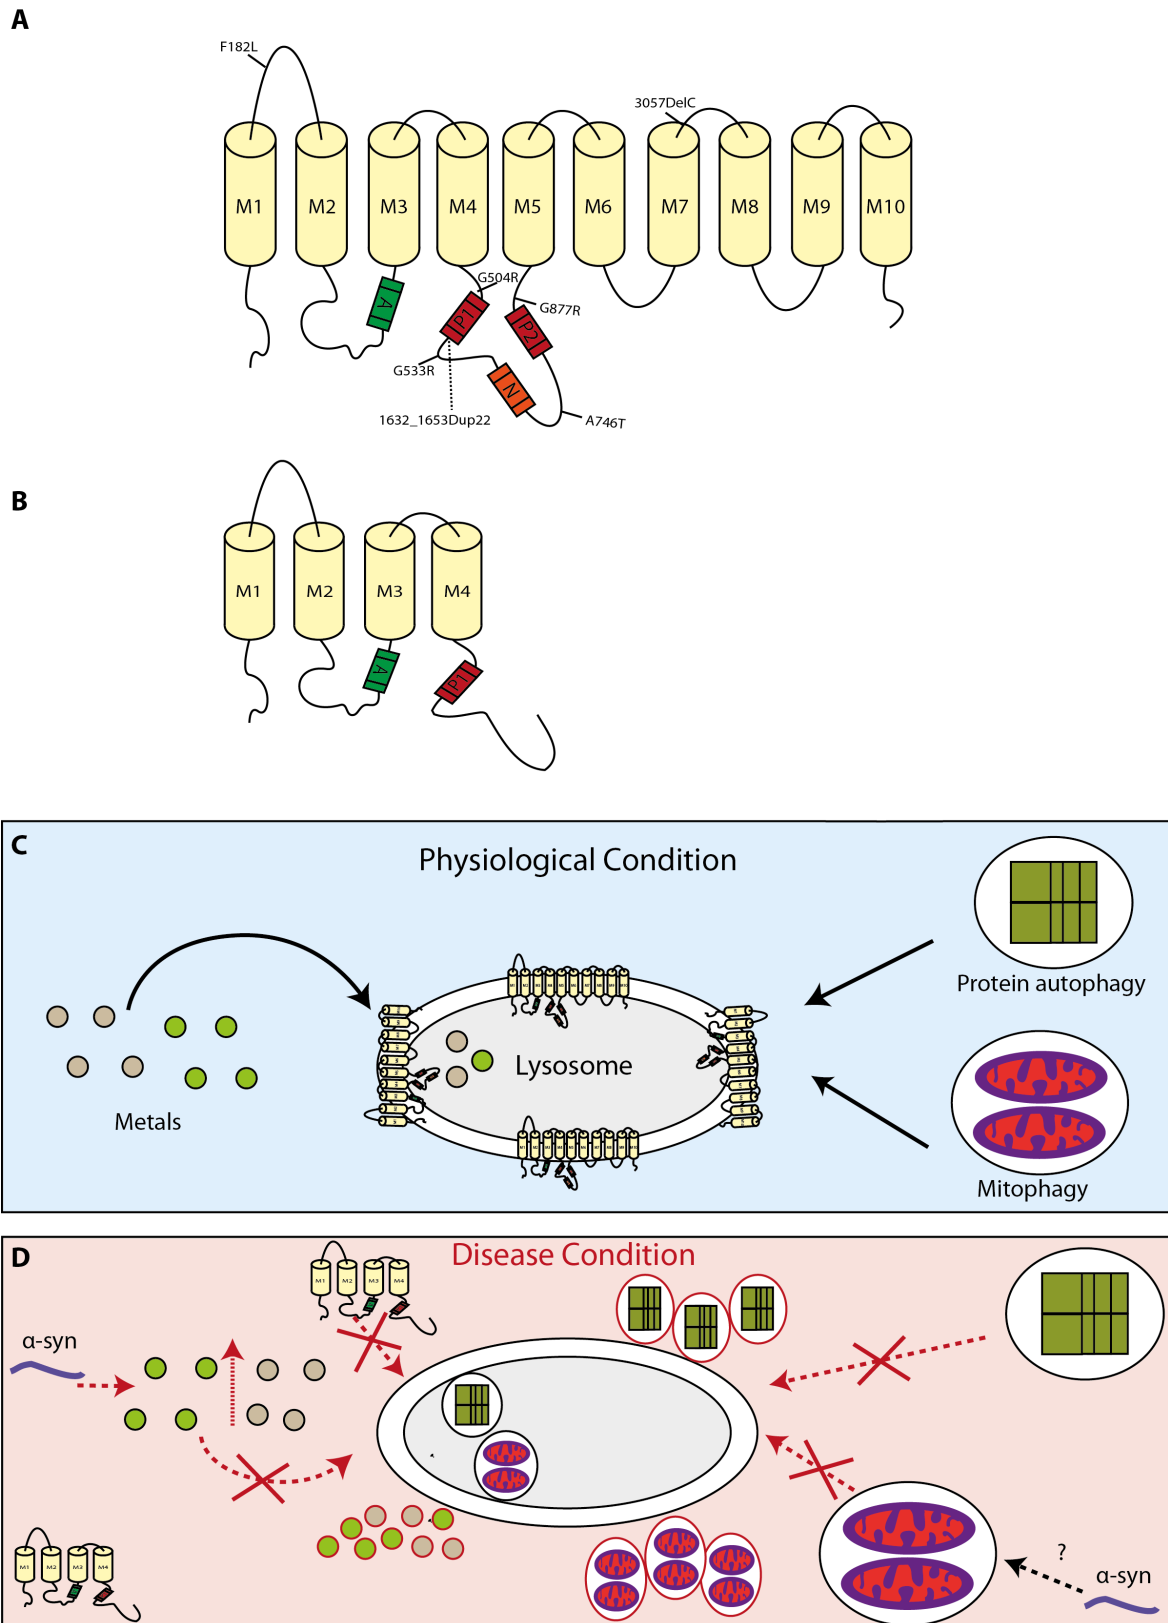 A
F182L
3057DelC
M1 M2 M3 M4 M5 M6 M7 M8 M9 M10
A
P1
G504R
P2
G877R
G533R
N
1632_1653Dup22
A746T
B
M1 M2 M3 M4
A
P1
C
Physiological Condition
Protein autophagy
Lysosome
Metals
Mitophagy
D
Disease Condition
M1 M2 M3 M4
α-syn
M1 M2 M3 M4
?
α-syn